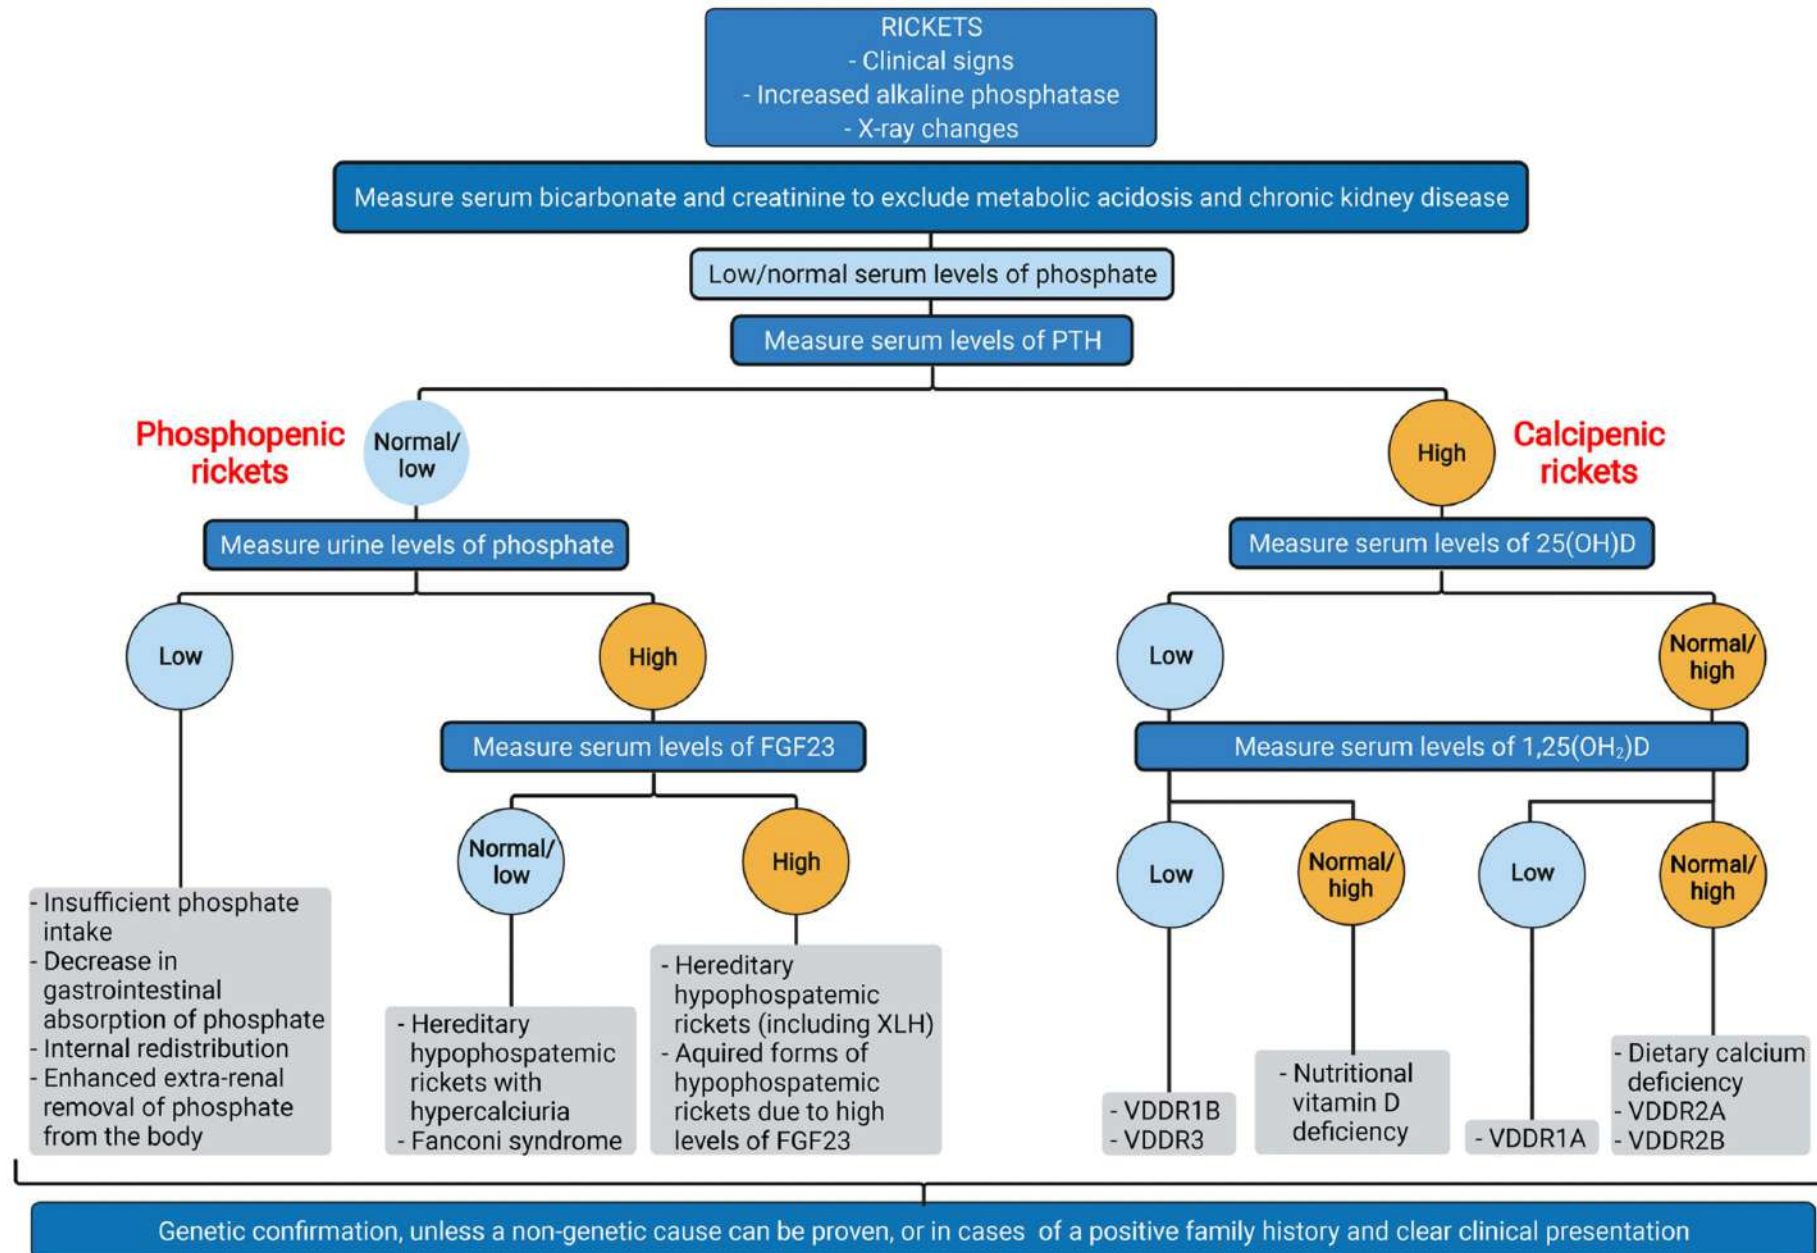 RICKETS
- Clinical signs
- Increased alkaline phosphatase
- X-ray changes
Measure serum bicarbonate and creatinine to exclude metabolic acidosis and chronic kidney disease
Low/normal serum levels of phosphate
Measure serum levels of PTH
Phosphopenic
rickets
Normal/
low
High
Calcipenic
rickets
Measure urine levels of phosphate
Measure serum levels of 25(OH)D
Low
High
Low
Normal/
high
Measure serum levels of FGF23
Measure serum levels of 1,25(OH₂)D
Normal/
low
High
Low
Normal/
high
Low
Normal/
high
- Insufficient phosphate
intake
- Decrease in
gastrointestinal
absorption of phosphate
- Internal redistribution
- Enhanced extra-renal
removal of phosphate
from the body
- Hereditary
hypophospatemic
rickets with
hypercalciuria
- Fanconi syndrome
- Hereditary
hypophospatemic
rickets (including XLH)
- Aquired forms of
hypophospatemic
rickets due to high
levels of FGF23
- VDDR1B
- VDDR3
- Nutritional
vitamin D
deficiency
- VDDR1A
- Dietary calcium
deficiency
- VDDR2A
- VDDR2B
Genetic confirmation, unless a non-genetic cause can be proven, or in cases of a positive family history and clear clinical presentation